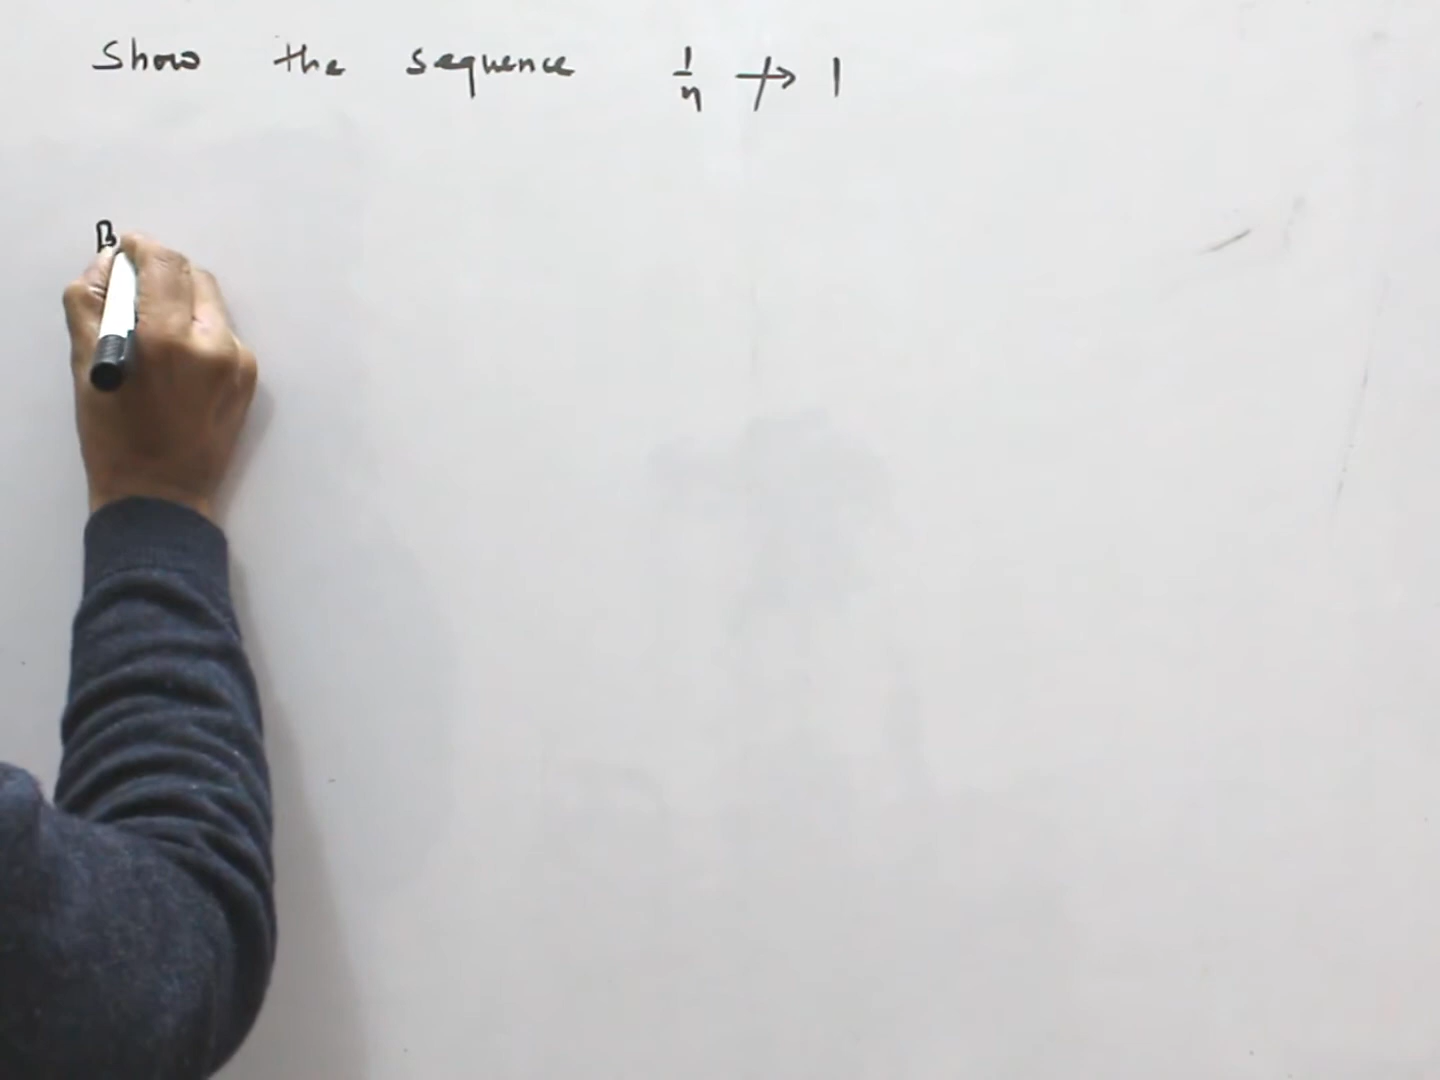 Show the sequence 1/n ↛ 1
B